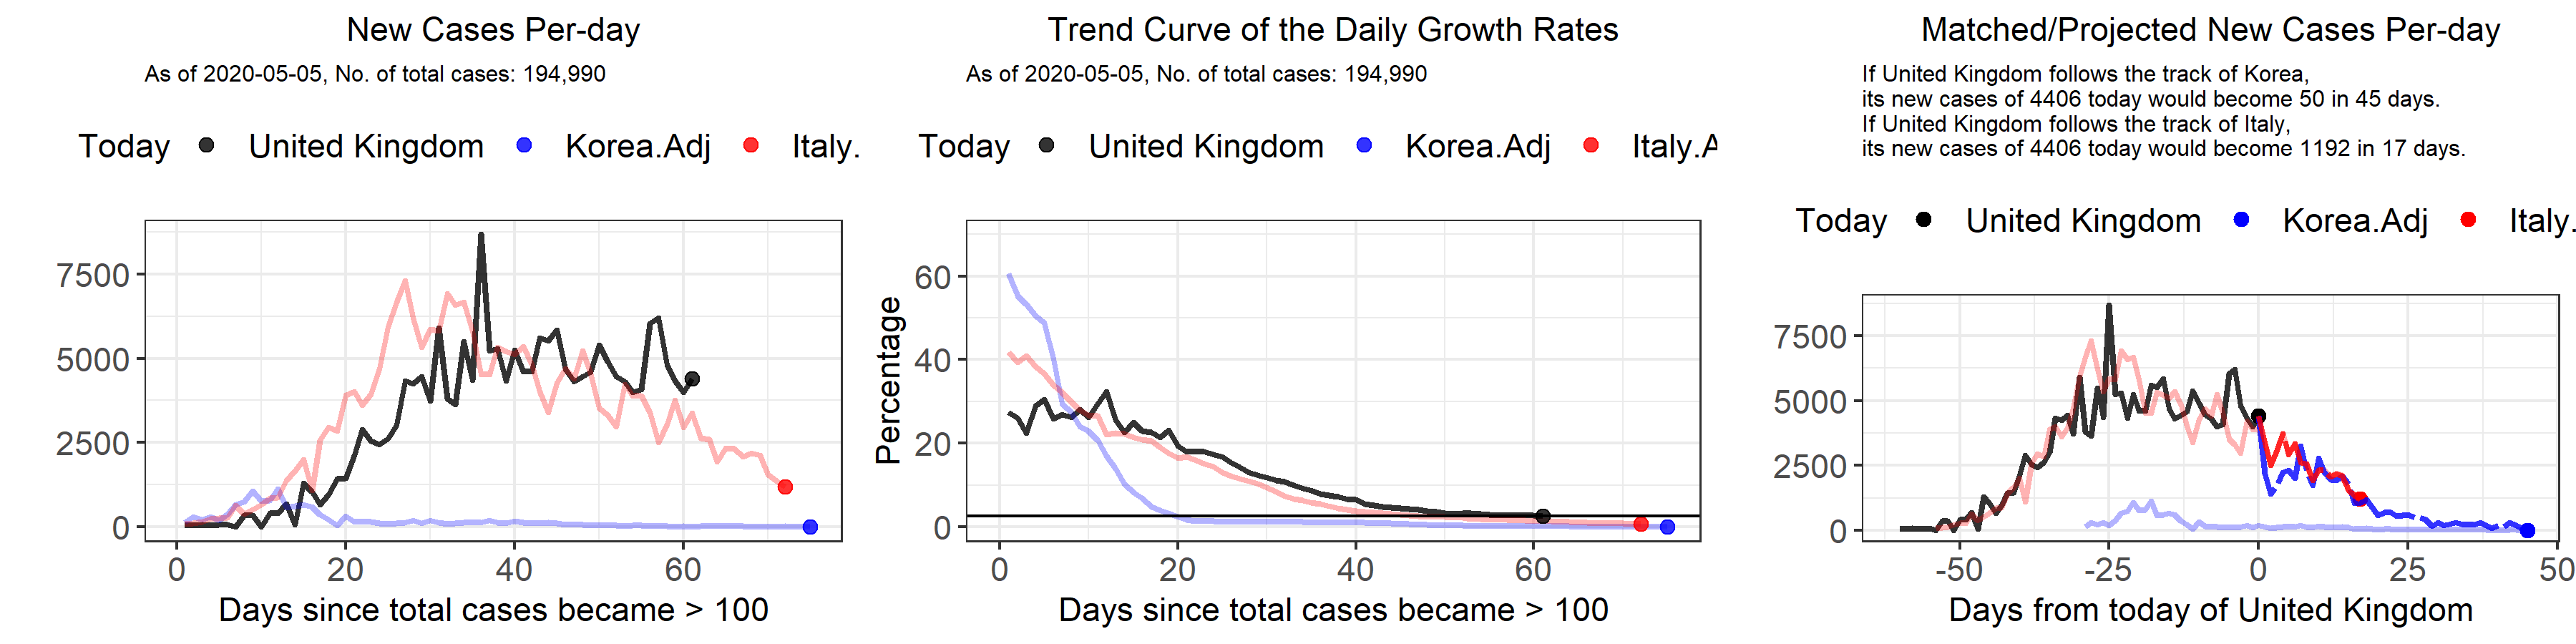 New Cases Per-day
As of 2020-05-05, No. of total cases: 194,990
Today United Kingdom Korea.Adj Italy.
7500
5000
2500
0
0 20 40 60
Days since total cases became > 100
Trend Curve of the Daily Growth Rates
As of 2020-05-05, No. of total cases: 194,990
Today United Kingdom Korea.Adj Italy.A
Percentage
60
40
20
0
0 20 40 60
Days since total cases became > 100
Matched/Projected New Cases Per-day
If United Kingdom follows the track of Korea,
its new cases of 4406 today would become 50 in 45 days.
If United Kingdom follows the track of Italy,
its new cases of 4406 today would become 1192 in 17 days.
Today United Kingdom Korea.Adj Italy.
7500
5000
2500
0
-50 -25 0 25 50
Days from today of United Kingdom